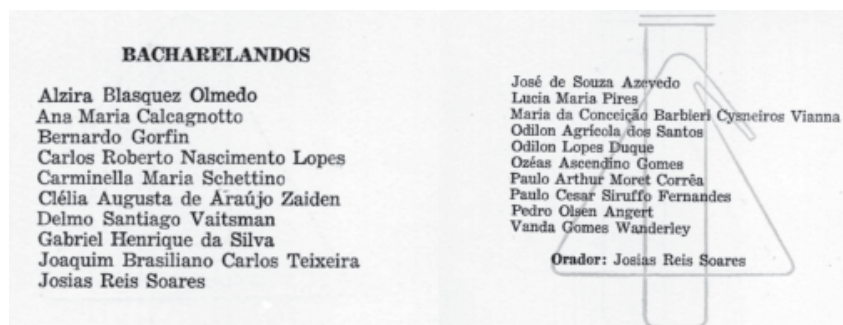 BACHARELANDOS
Alzira Blasquez Olmedo
Ana Maria Calcagnotto
Bernardo Gorfin
Carlos Roberto Nascimento Lopes
Carminella Maria Schettino
Clélia Augusta de Araújo Zaiden
Delmo Santiago Vaitsman
Gabriel Henrique da Silva
Joaquim Brasiliano Carlos Teixeira
Josias Reis Soares
José de Souza Azevedo
Lucia Maria Pires
Maria da Conceição Barbieri Cysneiros Vianna
Odilon Agrícola dos Santos
Odilon Lopes Duque
Ozéas Ascendino Gomes
Paulo Arthur Moret Corrêa
Paulo Cesar Siruffo Fernandes
Pedro Olsen Angert
Vanda Gomes Wanderley
Orador: Josias Reis Soares